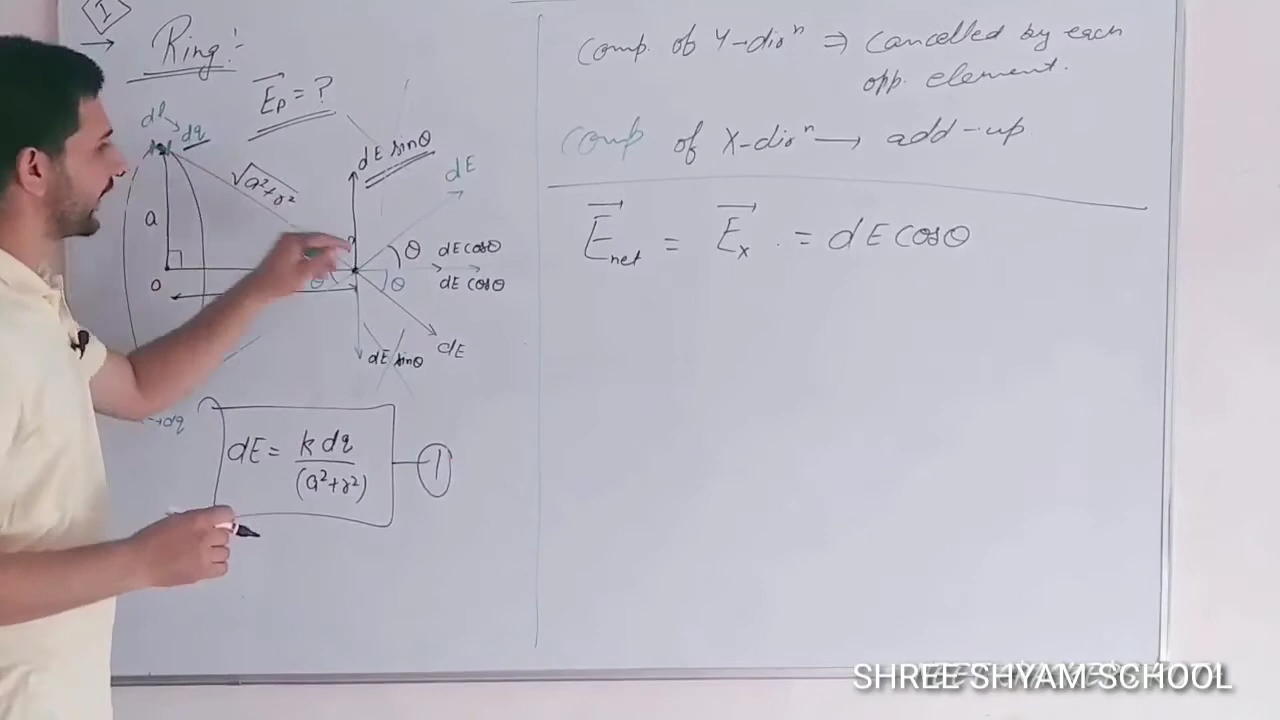 I
→ Ring :-
E⃗p = ?
dl
dq
dE sinθ
dE
√a²+r²
a
θ dE cosθ
θ
θ dE cosθ
o
dE sinθ
dE
→dq
dE = k dq / (a²+r²) — 1
comp. of Y-dirⁿ ⇒ cancelled by each
opp. element.
comp of X-dirⁿ → add-up
E⃗net = E⃗x . = dE cosθ
SHREE SHYAM SCHOOL